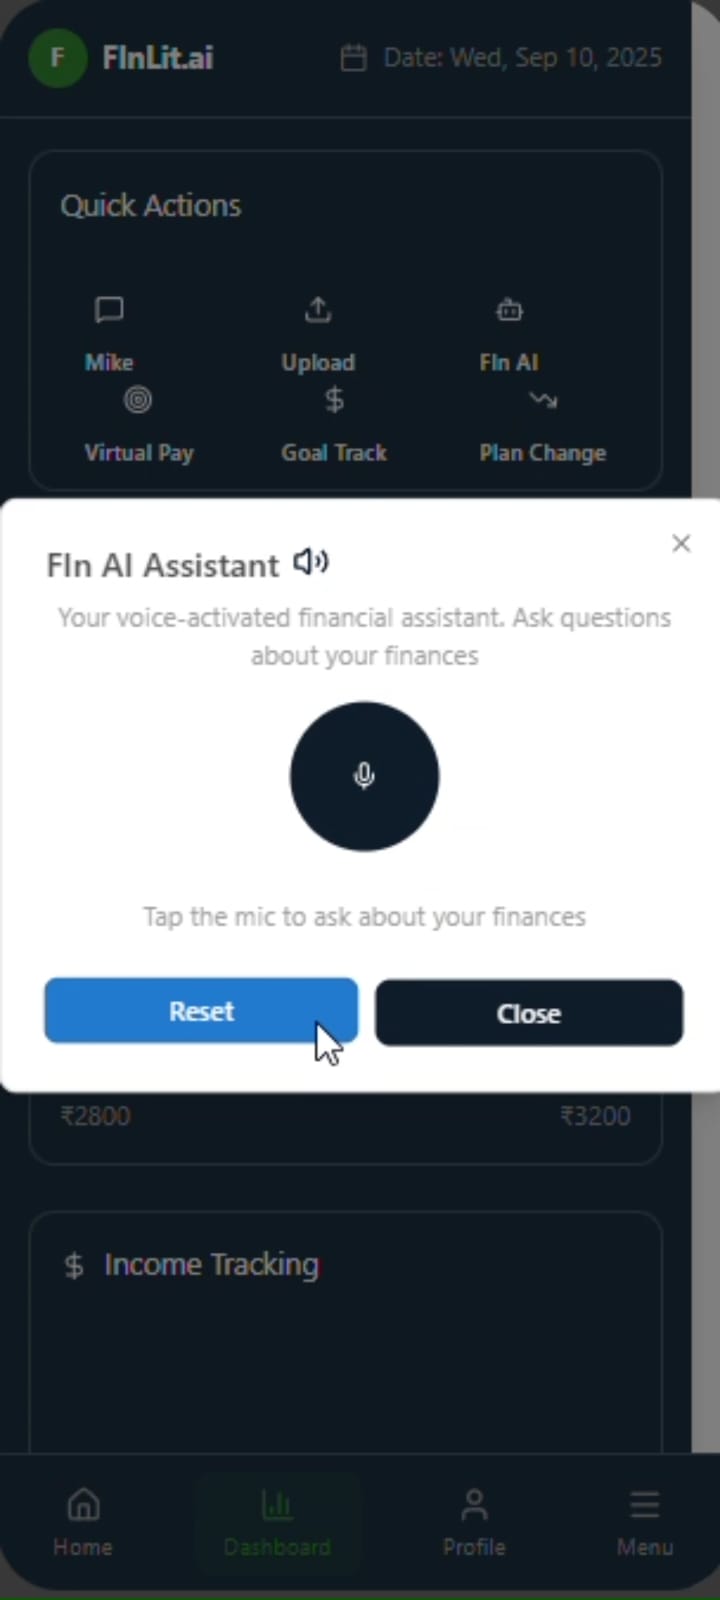 F FInLit.ai Date: Wed, Sep 10, 2025
Quick Actions
Mike Upload FIn AI
Virtual Pay Goal Track Plan Change
FIn AI Assistant
Your voice-activated financial assistant. Ask questions
about your finances
Tap the mic to ask about your finances
Reset Close
₹2800 ₹3200
$ Income Tracking
Home Dashboard Profile Menu